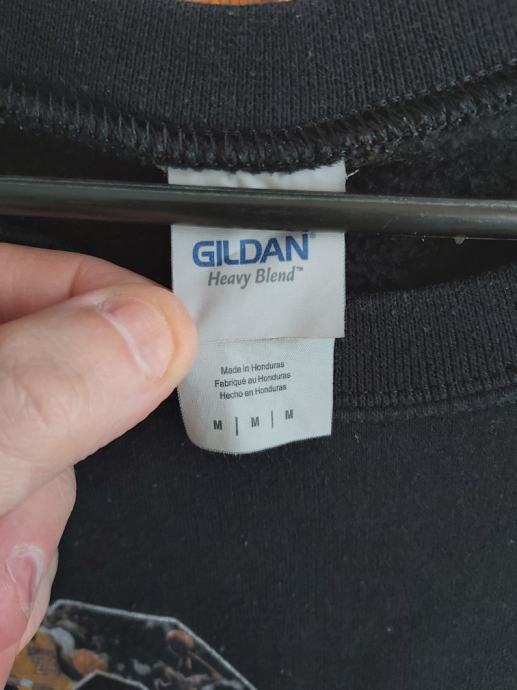 GILDAN®
Heavy Blend™
Made in Honduras
Fabriqué au Honduras
Hecho en Honduras
M | M | M